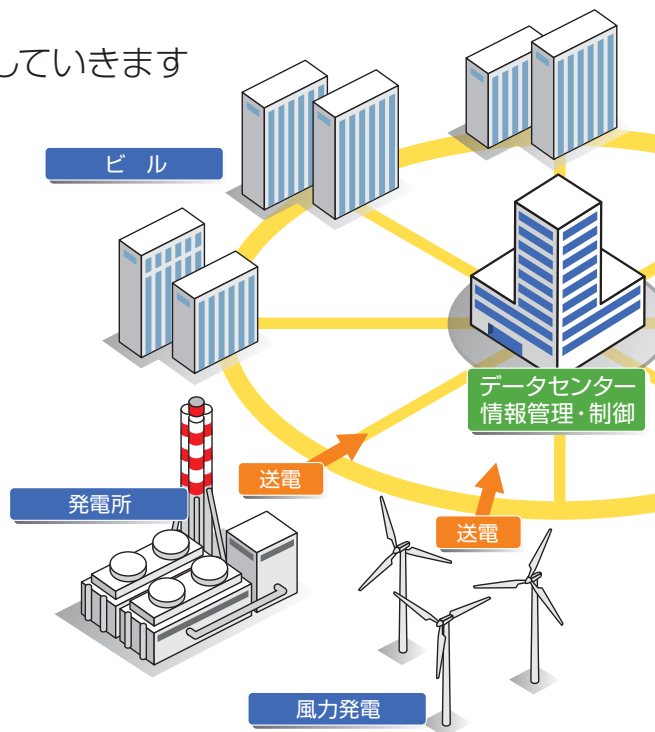 していきます
ビル
データセンター
情報管理・制御
送電
発電所
送電
風力発電